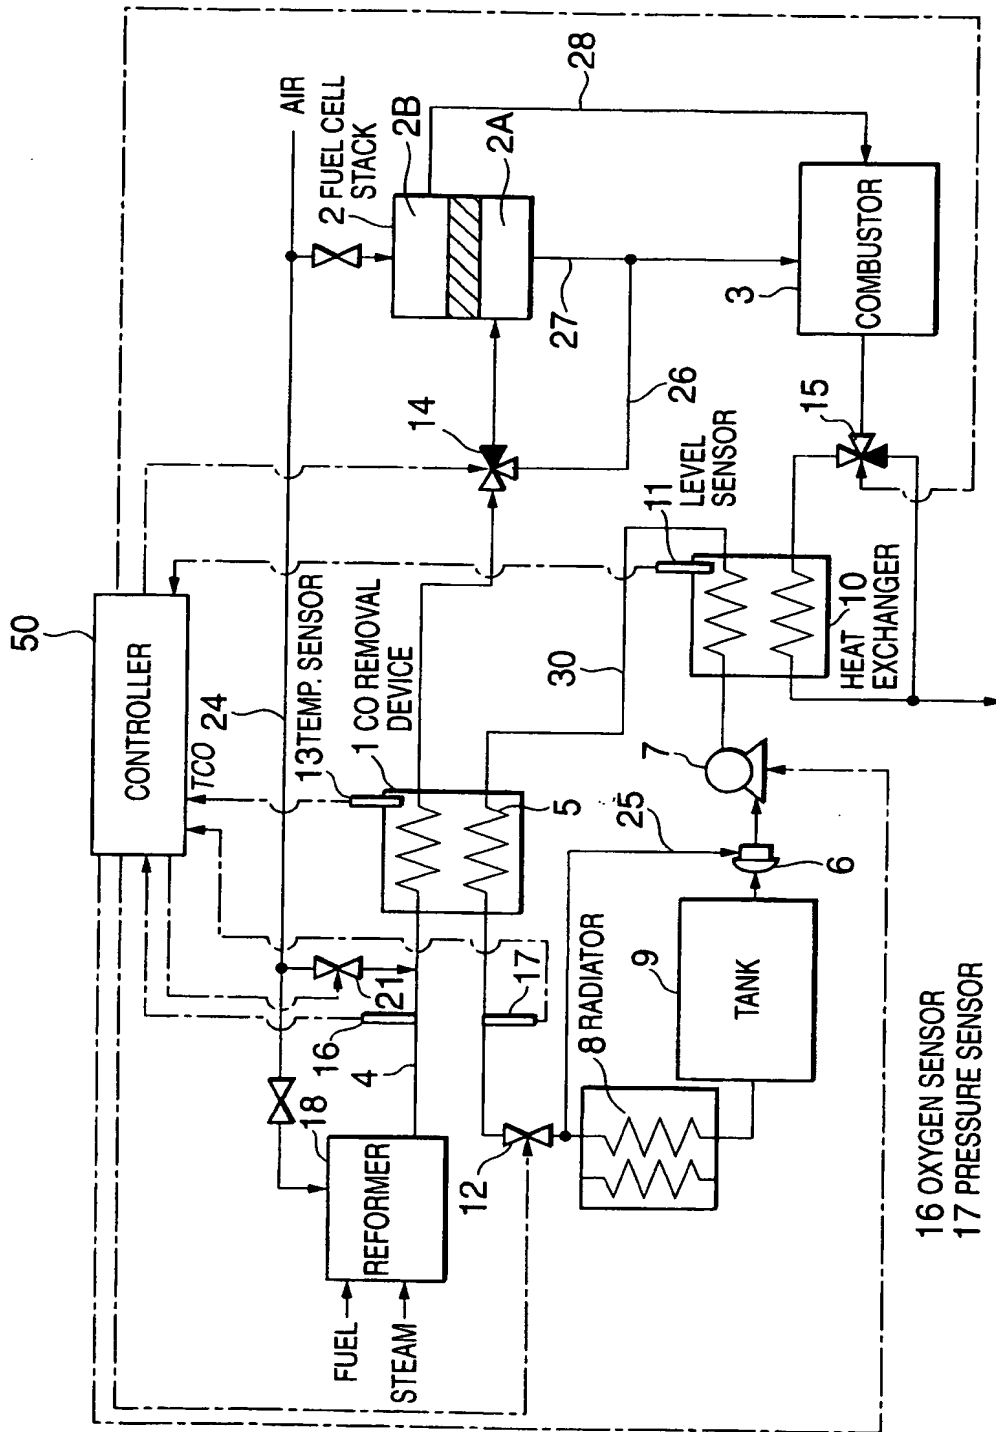 50
CONTROLLER
TCO
24
AIR
2 FUEL CELL
STACK
2B
2A
28
27
26
14
13 TEMP. SENSOR
1 CO REMOVAL
DEVICE
5
30
11
LEVEL
SENSOR
3
COMBUSTOR
15
10
HEAT
EXCHANGER
7
25
6
9
TANK
8 RADIATOR
17
21
16
4
18
REFORMER
12
FUEL
STEAM
16 OXYGEN SENSOR
17 PRESSURE SENSOR